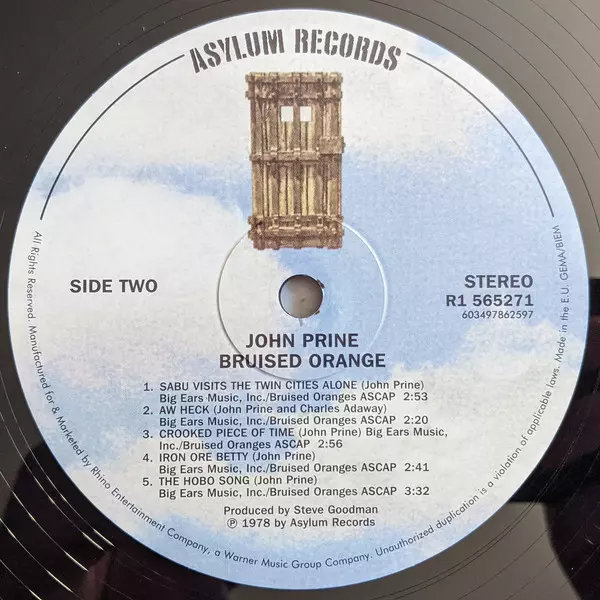 ASYLUM RECORDS
SIDE TWO
STEREO
R1 565271
603497862597
JOHN PRINE
BRUISED ORANGE
1. SABU VISITS THE TWIN CITIES ALONE (John Prine)
Big Ears Music, Inc./Bruised Oranges ASCAP 2:53
2. AW HECK (John Prine and Charles Adaway)
Big Ears Music, Inc./Bruised Oranges ASCAP 2:20
3. CROOKED PIECE OF TIME (John Prine) Big Ears Music,
Inc./Bruised Oranges ASCAP 2:56
4. IRON ORE BETTY (John Prine)
Big Ears Music, Inc./Bruised Oranges ASCAP 2:41
5. THE HOBO SONG (John Prine)
Big Ears Music, Inc./Bruised Oranges ASCAP 3:32
Produced by Steve Goodman
℗ 1978 by Asylum Records
All Rights Reserved. Manufactured for & Marketed by Rhino Entertainment Company, a Warner Music Group Company. Unauthorized duplication is a violation of applicable laws. Made in the E.U. GEMA/BIEM